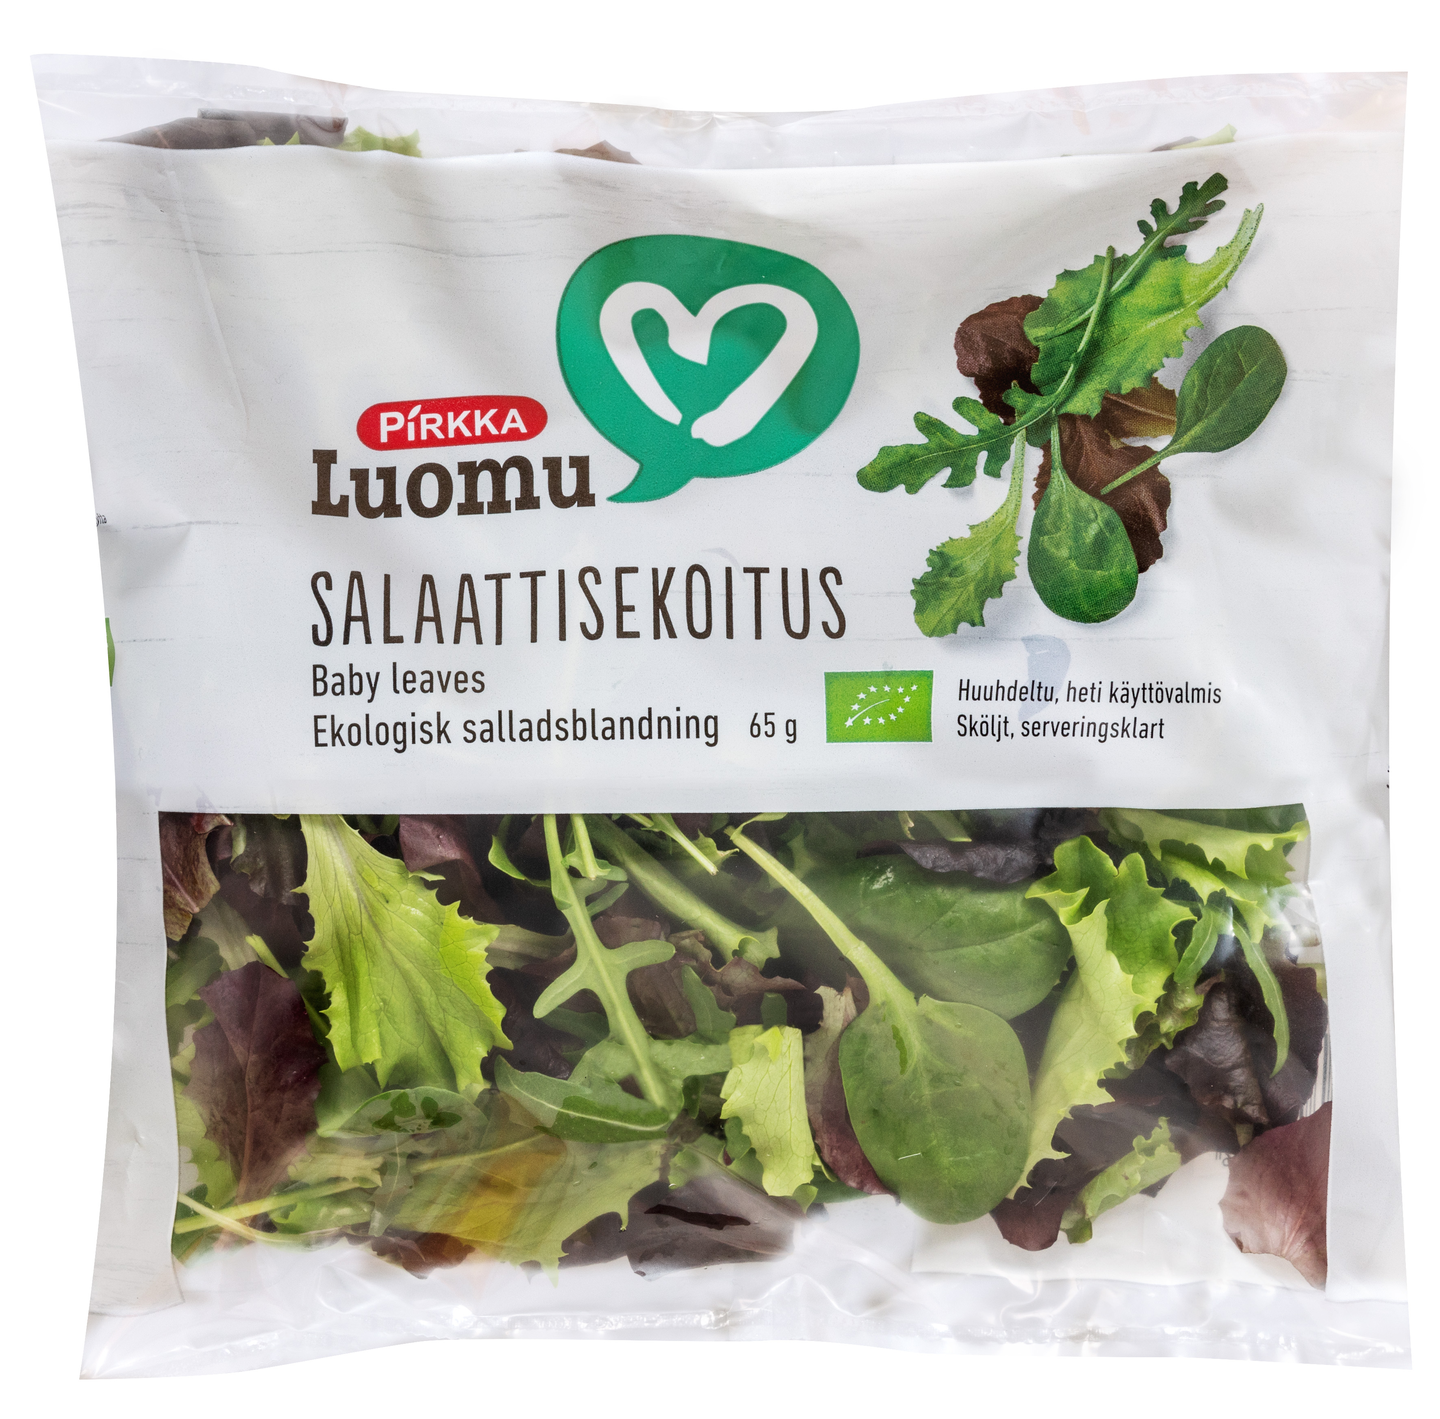 PIRKKA
Luomu
SALAATTISEKOITUS
Baby leaves
Ekologisk salladsblandning 65 g
Huuhdeltu, heti käyttövalmis
Sköljt, serveringsklart